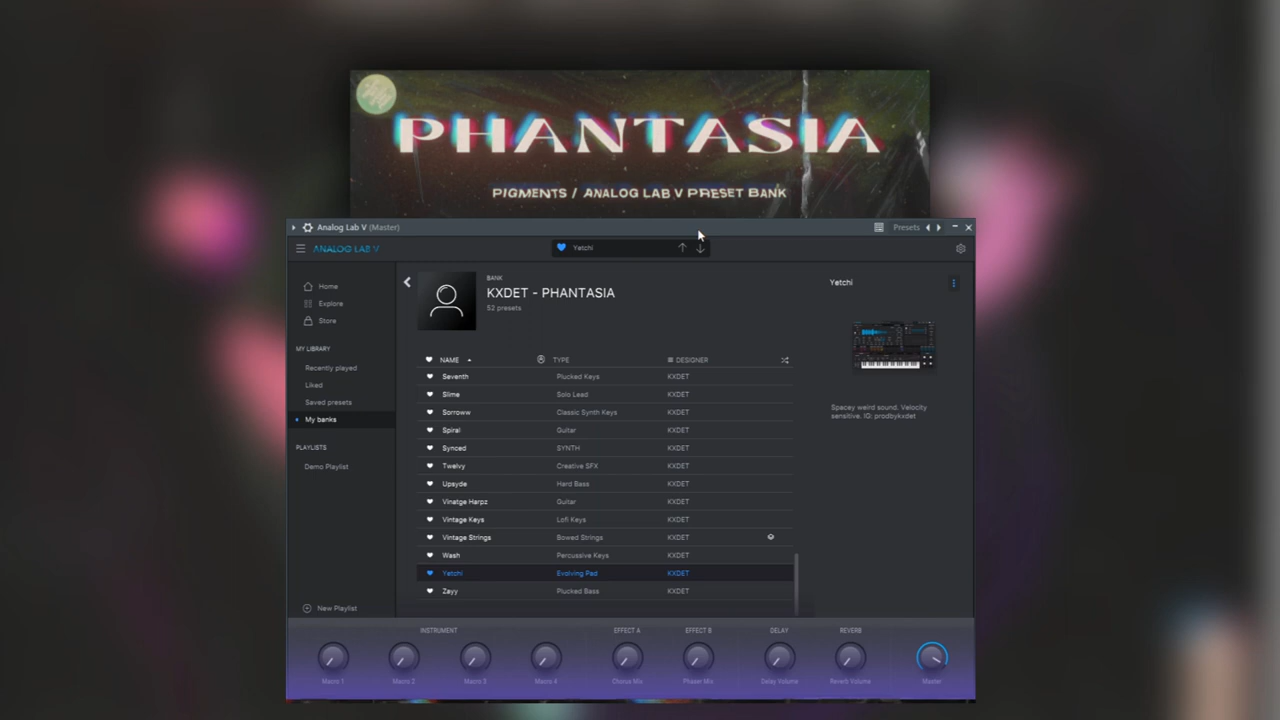 PHANTASIA
PIGMENTS / ANALOG LAB V PRESET BANK
Analog Lab V (Master)
Presets
ANALOG LAB V
Yetchi
Home
Explore
Store
MY LIBRARY
Recently played
Liked
Saved presets
My banks
PLAYLISTS
Demo Playlist
New Playlist
BANK
KXDET - PHANTASIA
52 presets
NAME TYPE DESIGNER
Seventh Plucked Keys KXDET
Slime Solo Lead KXDET
Sorroww Classic Synth Keys KXDET
Spiral Guitar KXDET
Synced SYNTH KXDET
Twelvy Creative SFX KXDET
Upsyde Hard Bass KXDET
Vinatge Harpz Guitar KXDET
Vintage Keys Lofi Keys KXDET
Vintage Strings Bowed Strings KXDET
Wash Percussive Keys KXDET
Yetchi Evolving Pad KXDET
Zayy Plucked Bass KXDET
Yetchi
Spacey weird sound. Velocity
sensitive. IG: prodbykxdet
INSTRUMENT EFFECT A EFFECT B DELAY REVERB
Macro 1 Macro 2 Macro 3 Macro 4 Chorus Mix Phaser Mix Delay Volume Reverb Volume Master